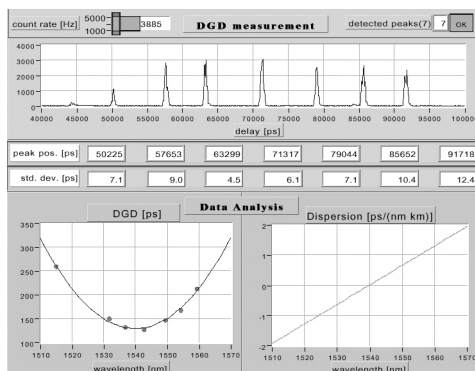 count rate [Hz] 5000 1000 3885 DGD measurement detected peaks(7) 7 OK
4000
3000
2000
1000
0
40000 45000 50000 55000 60000 65000 70000 75000 80000 85000 90000 95000 10000
delay [ps]
peak pos. [ps] 50225 57653 63299 71317 79044 85652 91718
std. dev. [ps] 7.1 9.0 4.5 6.1 7.1 10.4 12.4
Data Analysis
DGD [ps] Dispersion [ps/(nm km)]
350
300
250
200
150
100
1510 1520 1530 1540 1550 1560 1570
wavelength [nm]
2
1
0
-1
-2
1510 1520 1530 1540 1550 1560 1570
wavelength [nm]